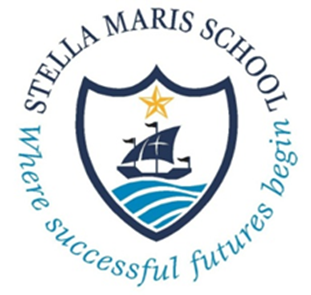 STELLA MARIS SCHOOL
Where successful futures begin